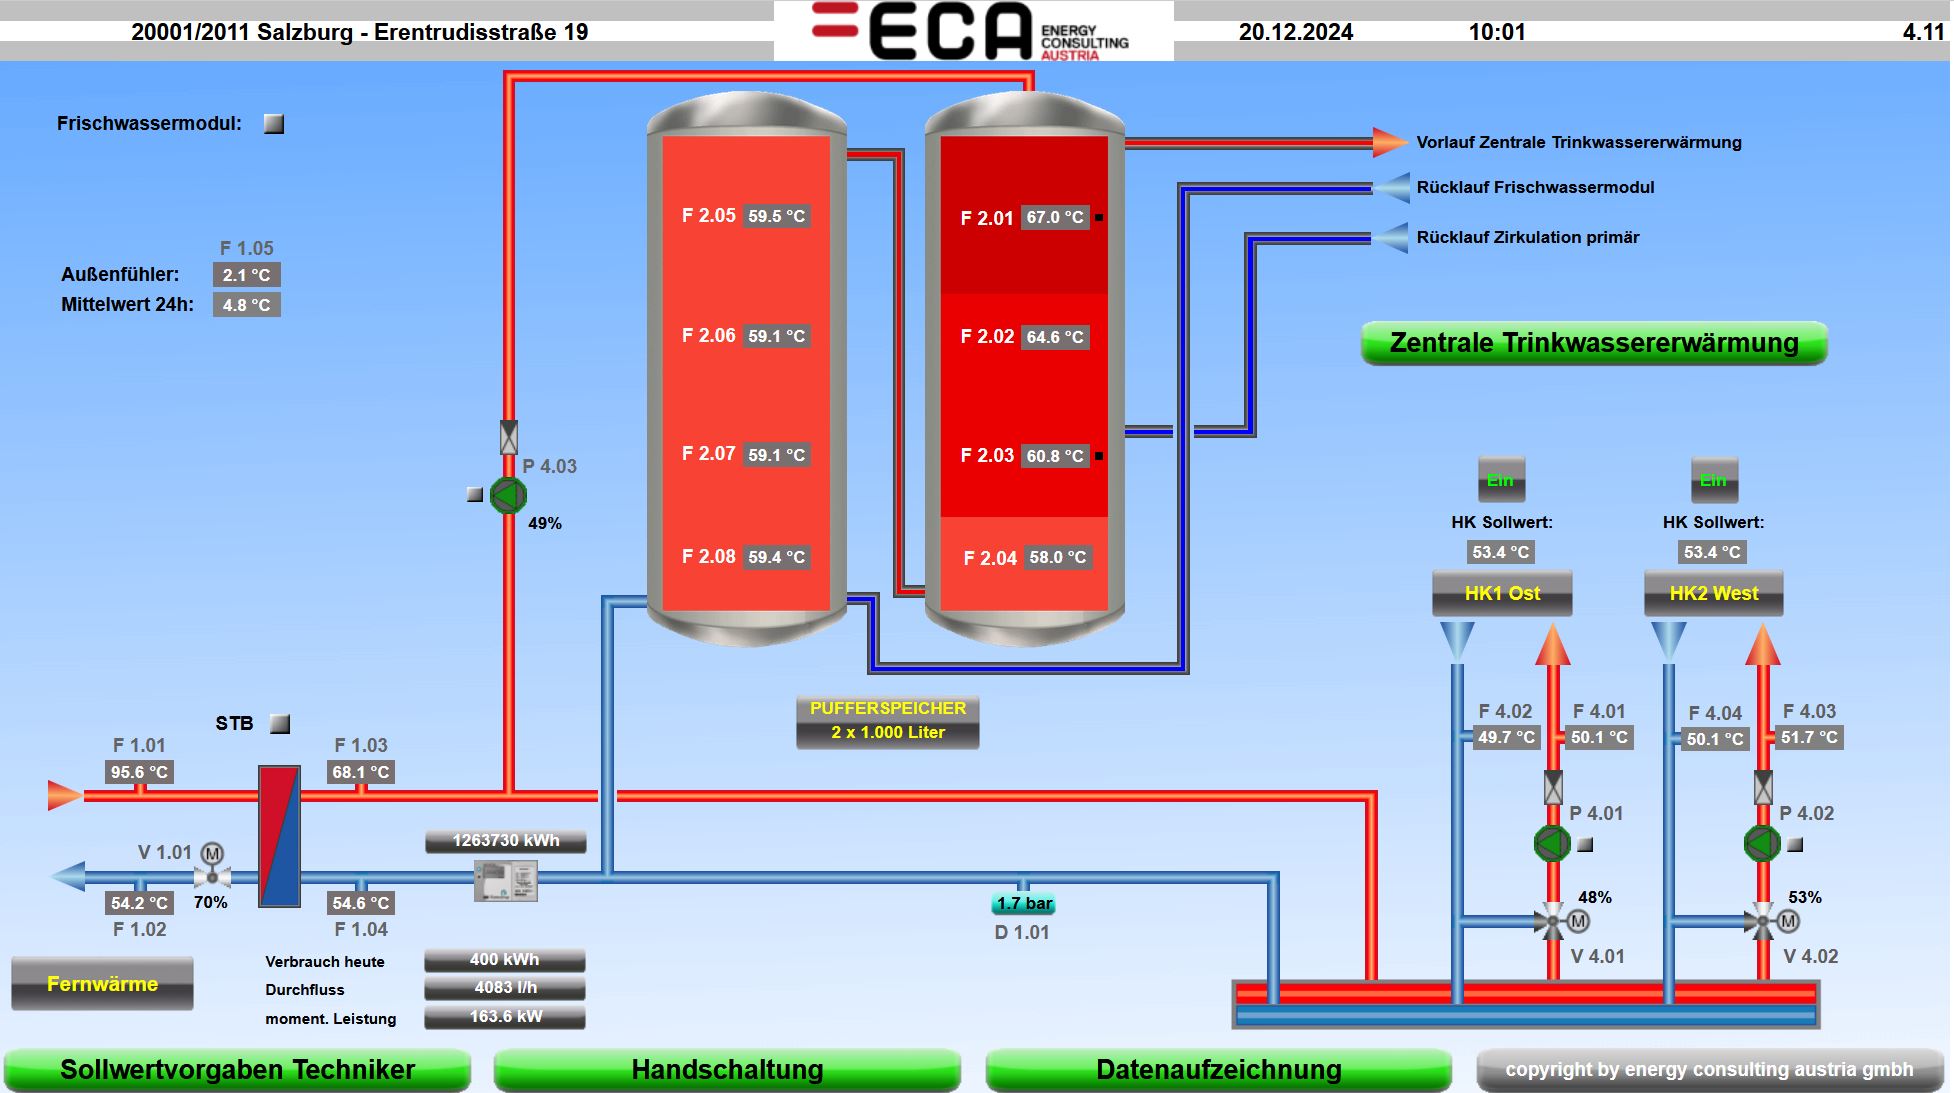 20001/2011 Salzburg - Erentrudisstraße 19
ECA ENERGY CONSULTING AUSTRIA
20.12.2024
10:01
4.11
Frischwassermodul:
F 1.05
Außenfühler: 2.1 °C
Mittelwert 24h: 4.8 °C
F 2.05 59.5 °C
F 2.06 59.1 °C
F 2.07 59.1 °C
F 2.08 59.4 °C
F 2.01 67.0 °C
F 2.02 64.6 °C
F 2.03 60.8 °C
F 2.04 58.0 °C
Vorlauf Zentrale Trinkwassererwärmung
Rücklauf Frischwassermodul
Rücklauf Zirkulation primär
Zentrale Trinkwassererwärmung
P 4.03
49%
PUFFERSPEICHER
2 x 1.000 Liter
Ein
HK Sollwert:
53.4 °C
HK1 Ost
Ein
HK Sollwert:
53.4 °C
HK2 West
F 4.02
49.7 °C
F 4.01
50.1 °C
F 4.04
50.1 °C
F 4.03
51.7 °C
P 4.01
P 4.02
48%
M
V 4.01
53%
M
V 4.02
STB
F 1.01
95.6 °C
F 1.03
68.1 °C
V 1.01
M
70%
54.2 °C
F 1.02
54.6 °C
F 1.04
1263730 kWh
1.7 bar
D 1.01
Fernwärme
Verbrauch heute 400 kWh
Durchfluss 4083 l/h
moment. Leistung 163.6 kW
Sollwertvorgaben Techniker
Handschaltung
Datenaufzeichnung
copyright by energy consulting austria gmbh